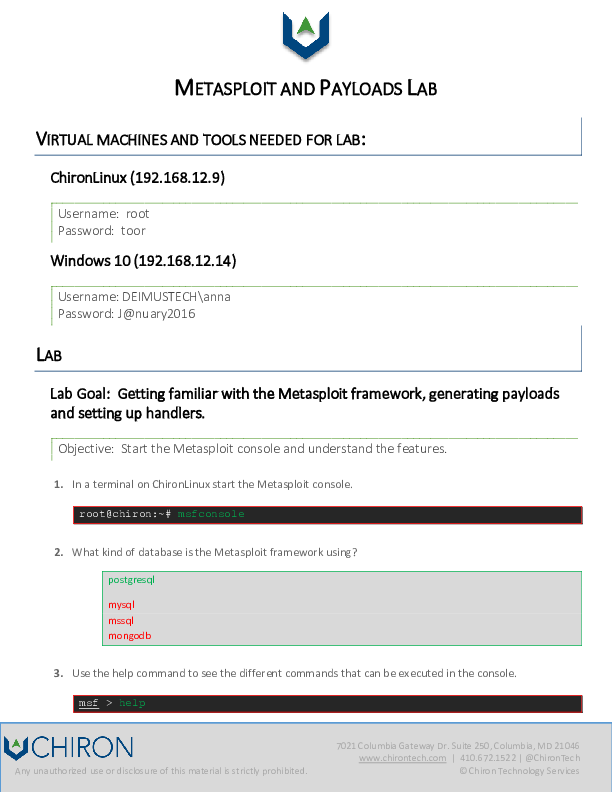 METASPLOIT AND PAYLOADS LAB
VIRTUAL MACHINES AND TOOLS NEEDED FOR LAB:
ChironLinux (192.168.12.9)
Username: root
Password: toor
Windows 10 (192.168.12.14)
Username: DEIMUSTECH\anna
Password: J@nuary2016
LAB
Lab Goal: Getting familiar with the Metasploit framework, generating payloads
and setting up handlers.
Objective: Start the Metasploit console and understand the features.
1. In a terminal on ChironLinux start the Metasploit console.
root@chiron:~# msfconsole
2. What kind of database is the Metasploit framework using?
postgresql
mysql
mssql
mongodb
3. Use the help command to see the different commands that can be executed in the console.
msf > help
CHIRON
7021 Columbia Gateway Dr. Suite 250, Columbia, MD 21046
www.chirontech.com | 410.672.1522 | @ChironTech
Any unauthorized use or disclosure of this material is strictly prohibited.
© Chiron Technology Services